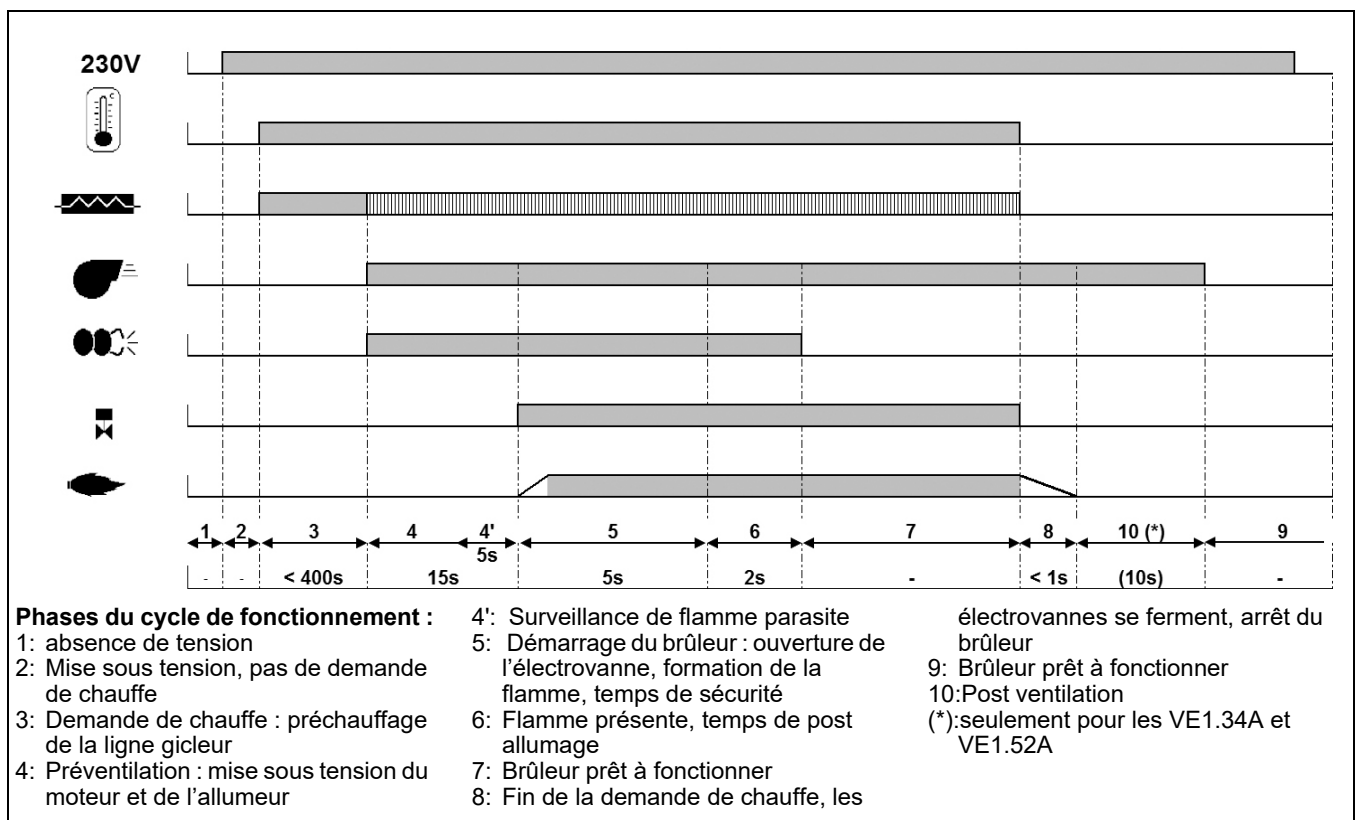 230V
°C
1 2 3 4 4' 5 6 7 8 10 (*) 9
5s
- - < 400s 15s 5s 2s - < 1s (10s) -
Phases du cycle de fonctionnement :
1: absence de tension
2: Mise sous tension, pas de demande
de chauffe
3: Demande de chauffe : préchauffage
de la ligne gicleur
4: Préventilation : mise sous tension du
moteur et de l'allumeur
4': Surveillance de flamme parasite
5: Démarrage du brûleur : ouverture de
l'électrovanne, formation de la
flamme, temps de sécurité
6: Flamme présente, temps de post
allumage
7: Brûleur prêt à fonctionner
8: Fin de la demande de chauffe, les
électrovannes se ferment, arrêt du
brûleur
9: Brûleur prêt à fonctionner
10:Post ventilation
(*):seulement pour les VE1.34A et
VE1.52A